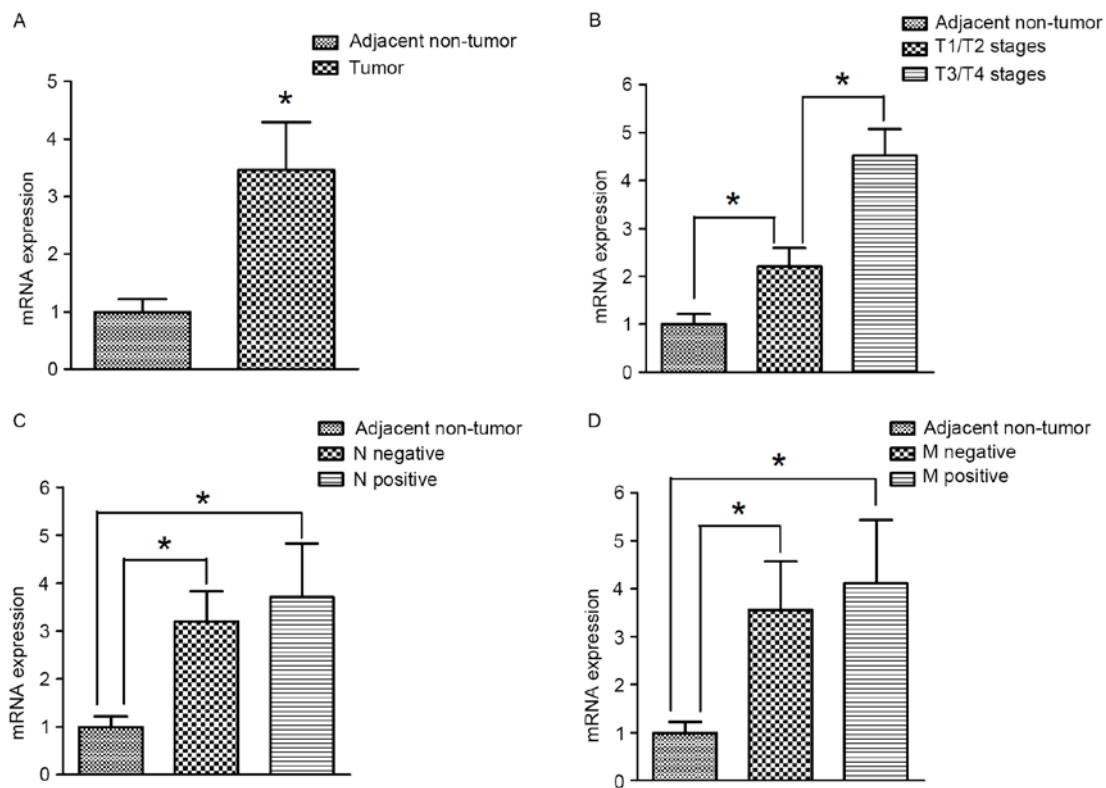 A
Adjacent non-tumor
Tumor
mRNA expression
5
4
3
2
1
0
*
B
Adjacent non-tumor
T1/T2 stages
T3/T4 stages
mRNA expression
6
5
4
3
2
1
0
*
*
C
Adjacent non-tumor
N negative
N positive
mRNA expression
6
5
4
3
2
1
0
*
*
D
Adjacent non-tumor
M negative
M positive
mRNA expression
6
5
4
3
2
1
0
*
*